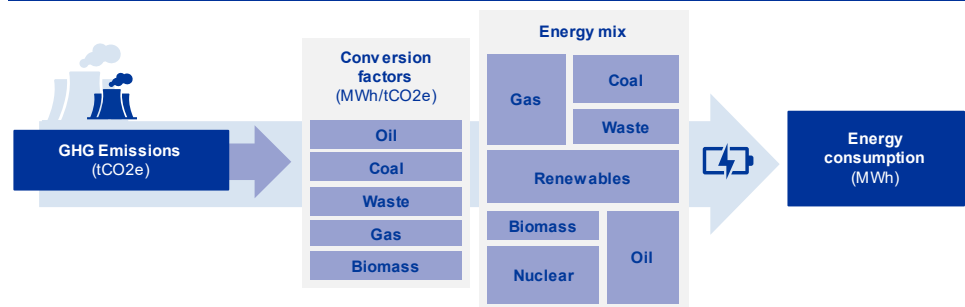 GHG Emissions
(tCO2e)
Conversion
factors
(MWh/tCO2e)
Oil
Coal
Waste
Gas
Biomass
Energy mix
Gas
Coal
Waste
Renewables
Biomass
Nuclear
Oil
Energy
consumption
(MWh)